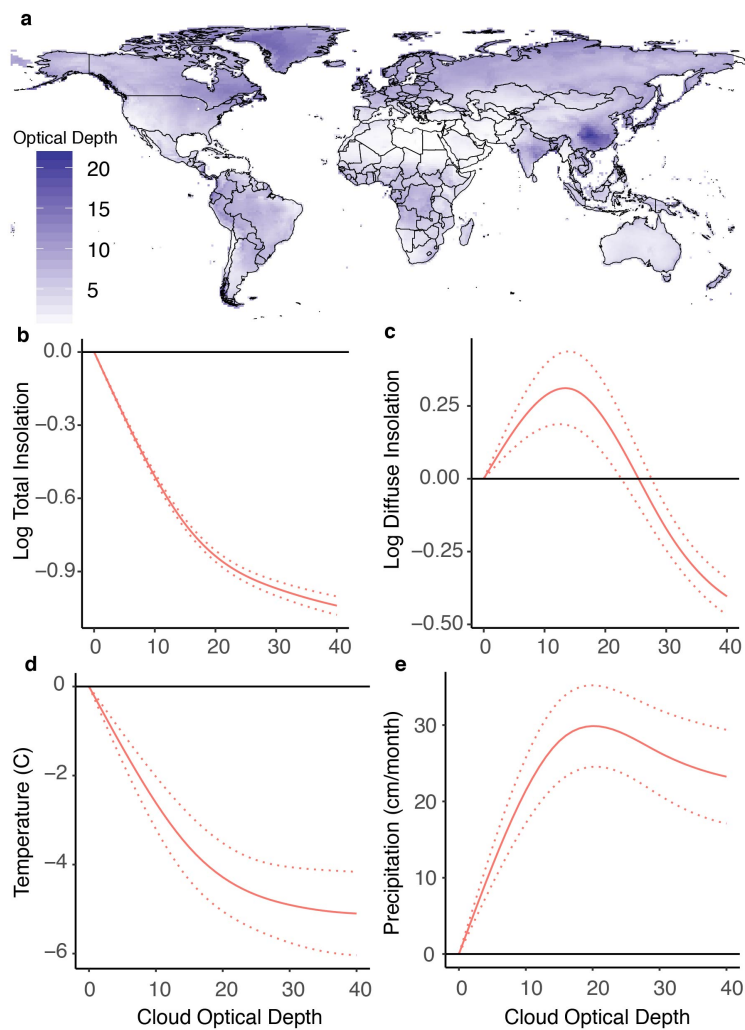 a
Optical Depth
20
15
10
5
b
0.0
−0.3
−0.6
−0.9
Log Total Insolation
0 10 20 30 40
c
0.25
0.00
−0.25
−0.50
Log Diffuse Insolation
0 10 20 30 40
d
0
−2
−4
−6
Temperature (C)
0 10 20 30 40
Cloud Optical Depth
e
30
20
10
0
Precipitation (cm/month)
0 10 20 30 40
Cloud Optical Depth